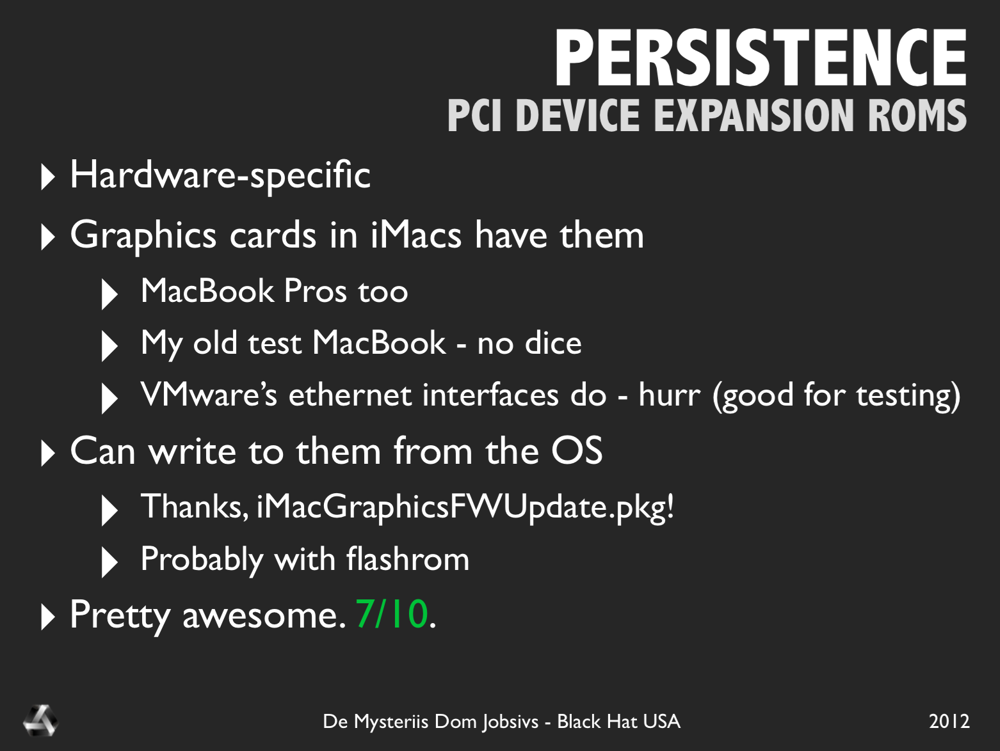 PERSISTENCE
PCI DEVICE EXPANSION ROMS
▸ Hardware-specific
▸ Graphics cards in iMacs have them
▸ MacBook Pros too
▸ My old test MacBook - no dice
▸ VMware’s ethernet interfaces do - hurr (good for testing)
▸ Can write to them from the OS
▸ Thanks, iMacGraphicsFWUpdate.pkg!
▸ Probably with flashrom
▸ Pretty awesome. 7/10.
De Mysteriis Dom Jobsivs - Black Hat USA
2012